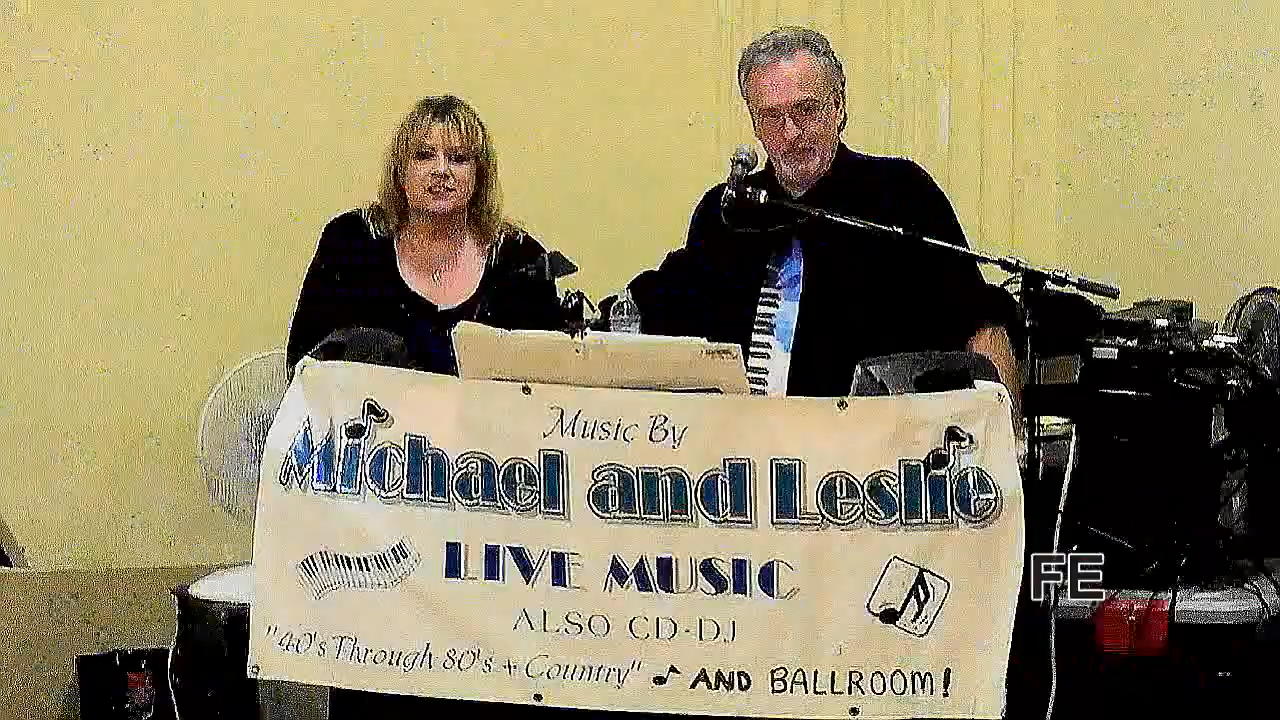 Music By
Michael and Leslie
LIVE MUSIC
ALSO CD-DJ
"40's Through 80's + Country" ♪ AND BALLROOM!
FE